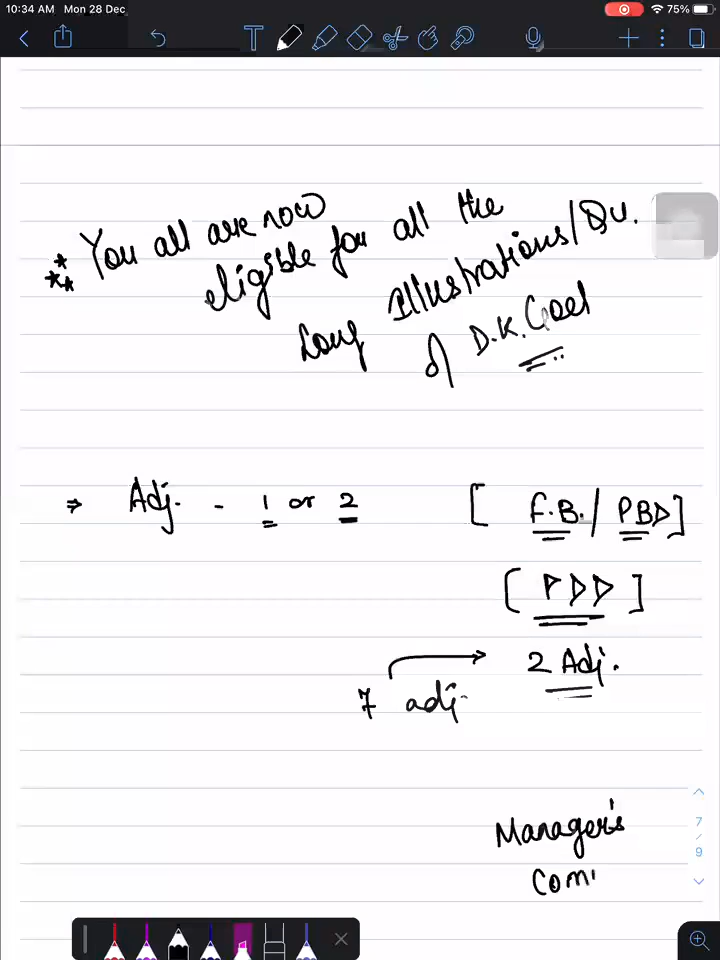 10:34 AM Mon 28 Dec
75%
You all are now
eligible for all the
Long Illustrations/Qu.
of D.K. Goel
⇒ Adj. - 1 or 2 [ F.B. / PBD ]
[ PDD ]
7 adj. → 2 Adj.
Manager's
Com
7
/
9